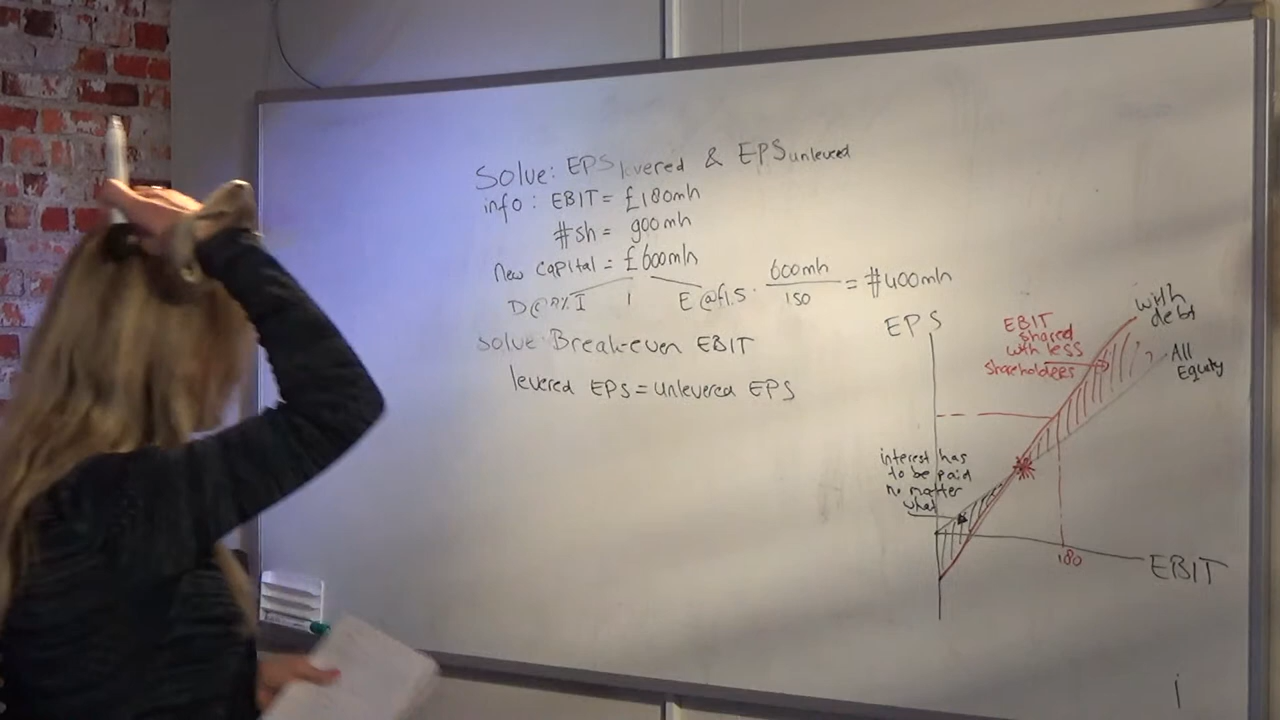 Solve: EPS levered & EPS unlevered
info: EBIT = £180mln
#sh = 900mln
New capital = £600mln
E @£1.5 · 600mln / 150 = #400mln
solve Break-even EBIT
levered EPS = unlevered EPS
EPS
EBIT
shared
with less
shareholders
with
debt
All
Equity
interest has
to be paid
no matter
what
180
EBIT